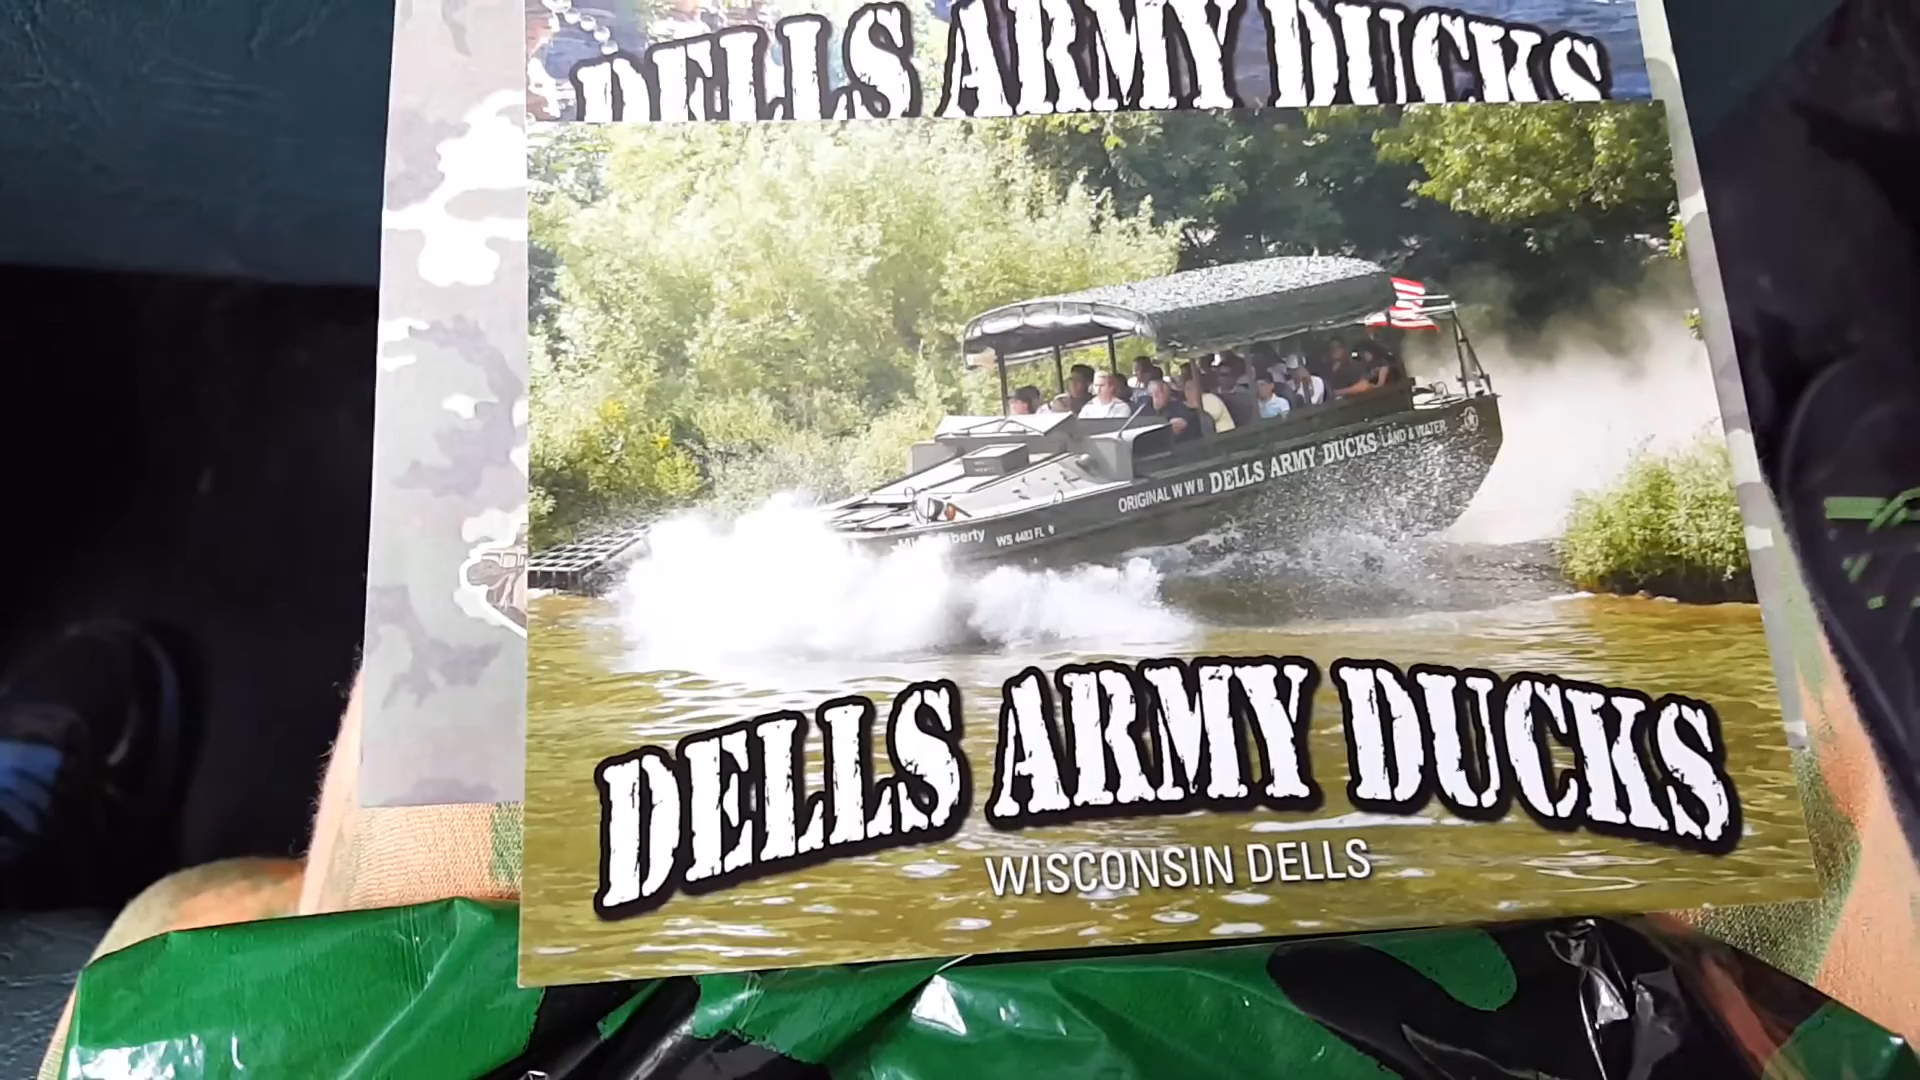 DELLS ARMY DUCKS
ORIGINAL WWII DELLS ARMY DUCKS LAND & WATER
WS 4483 FL
DELLS ARMY DUCKS
WISCONSIN DELLS